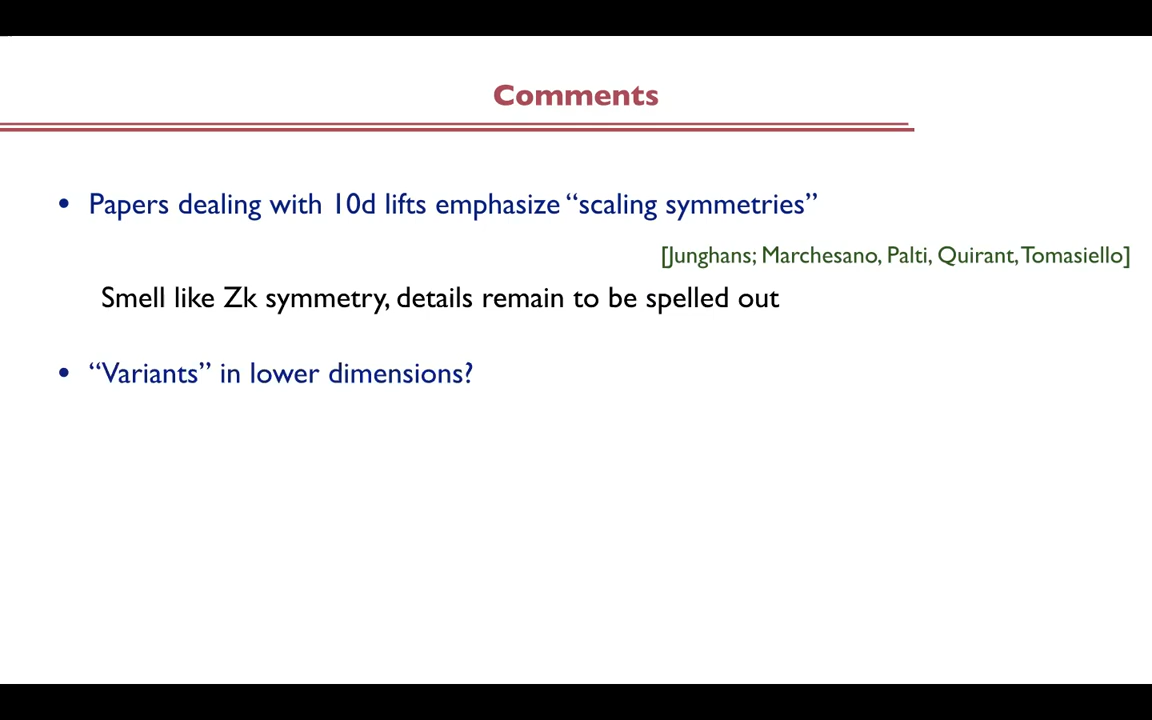 Comments
• Papers dealing with 10d lifts emphasize “scaling symmetries”
[Junghans; Marchesano, Palti, Quirant, Tomasiello]
Smell like Zk symmetry, details remain to be spelled out
• “Variants” in lower dimensions?